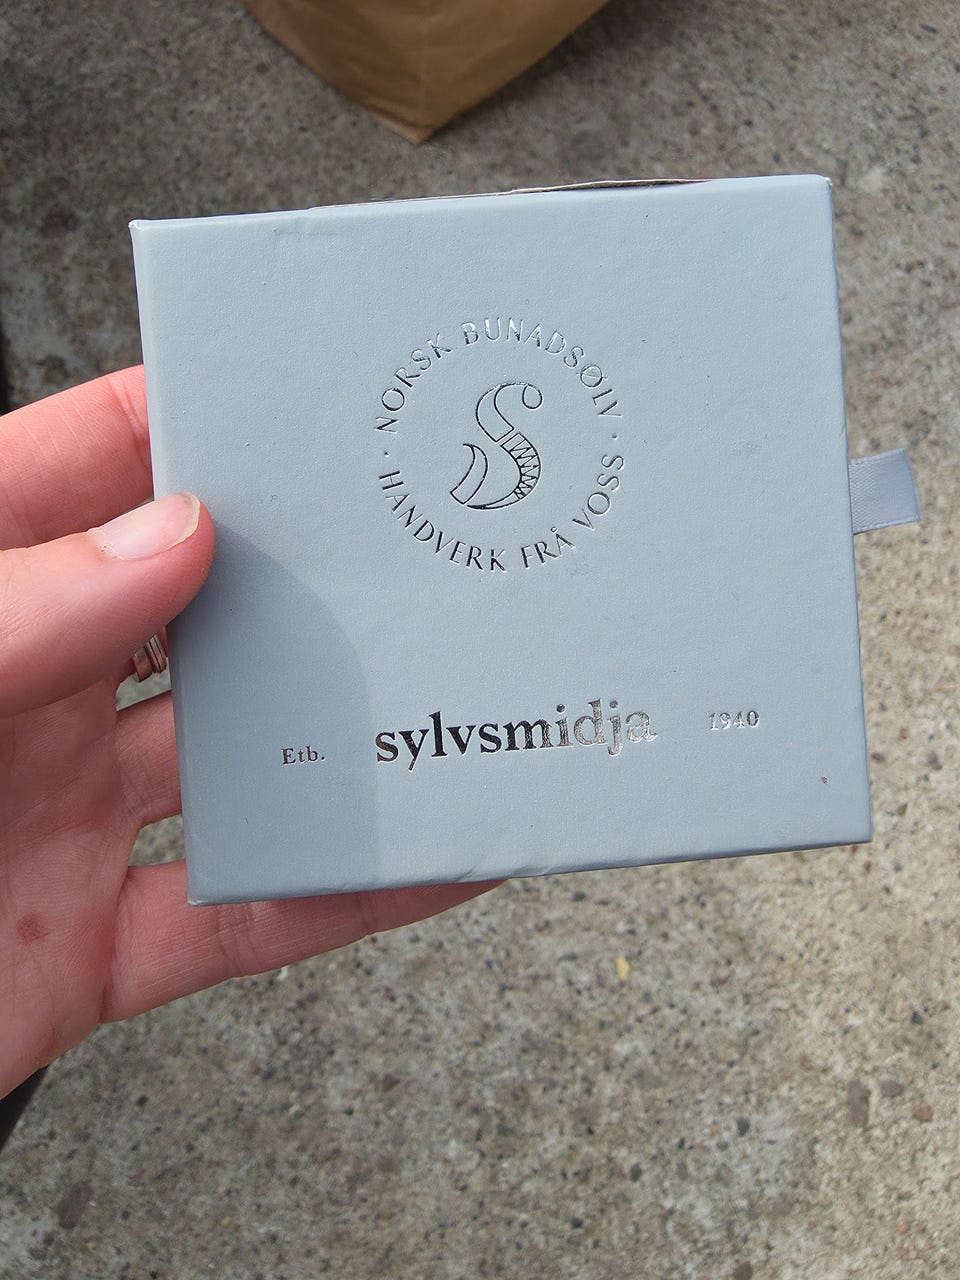 · NORSK BUNADSØLV ·
HANDVERK FRÅ VOSS
Etb. sylvsmidja 1940